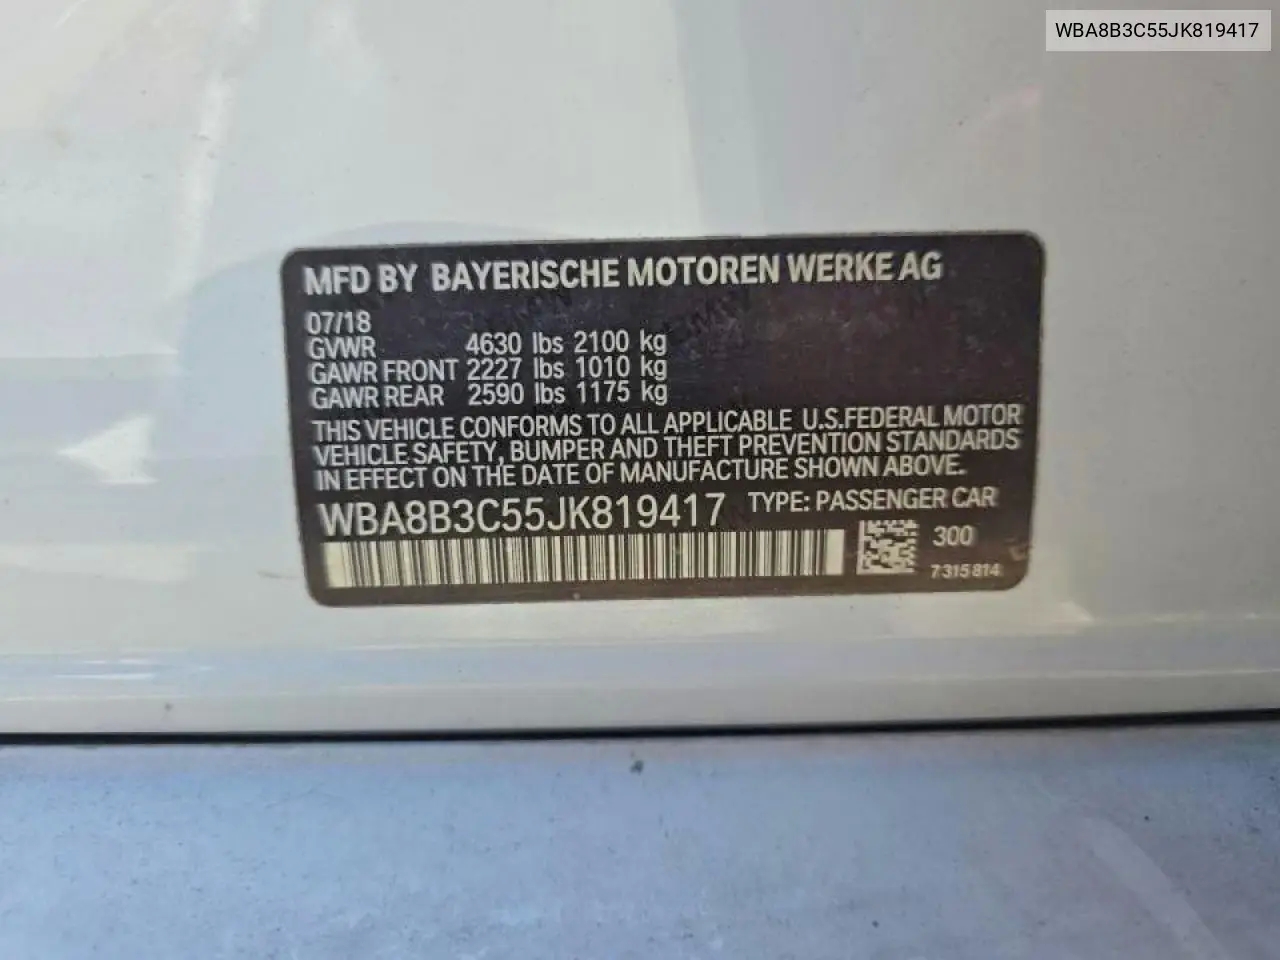 WBA8B3C55JK819417
MFD BY BAYERISCHE MOTOREN WERKE AG
07/18
GVWR 4630 lbs 2100 kg
GAWR FRONT 2227 lbs 1010 kg
GAWR REAR 2590 lbs 1175 kg
THIS VEHICLE CONFORMS TO ALL APPLICABLE U.S.FEDERAL MOTOR
VEHICLE SAFETY, BUMPER AND THEFT PREVENTION STANDARDS
IN EFFECT ON THE DATE OF MANUFACTURE SHOWN ABOVE.
WBA8B3C55JK819417 TYPE: PASSENGER CAR
300
7315814